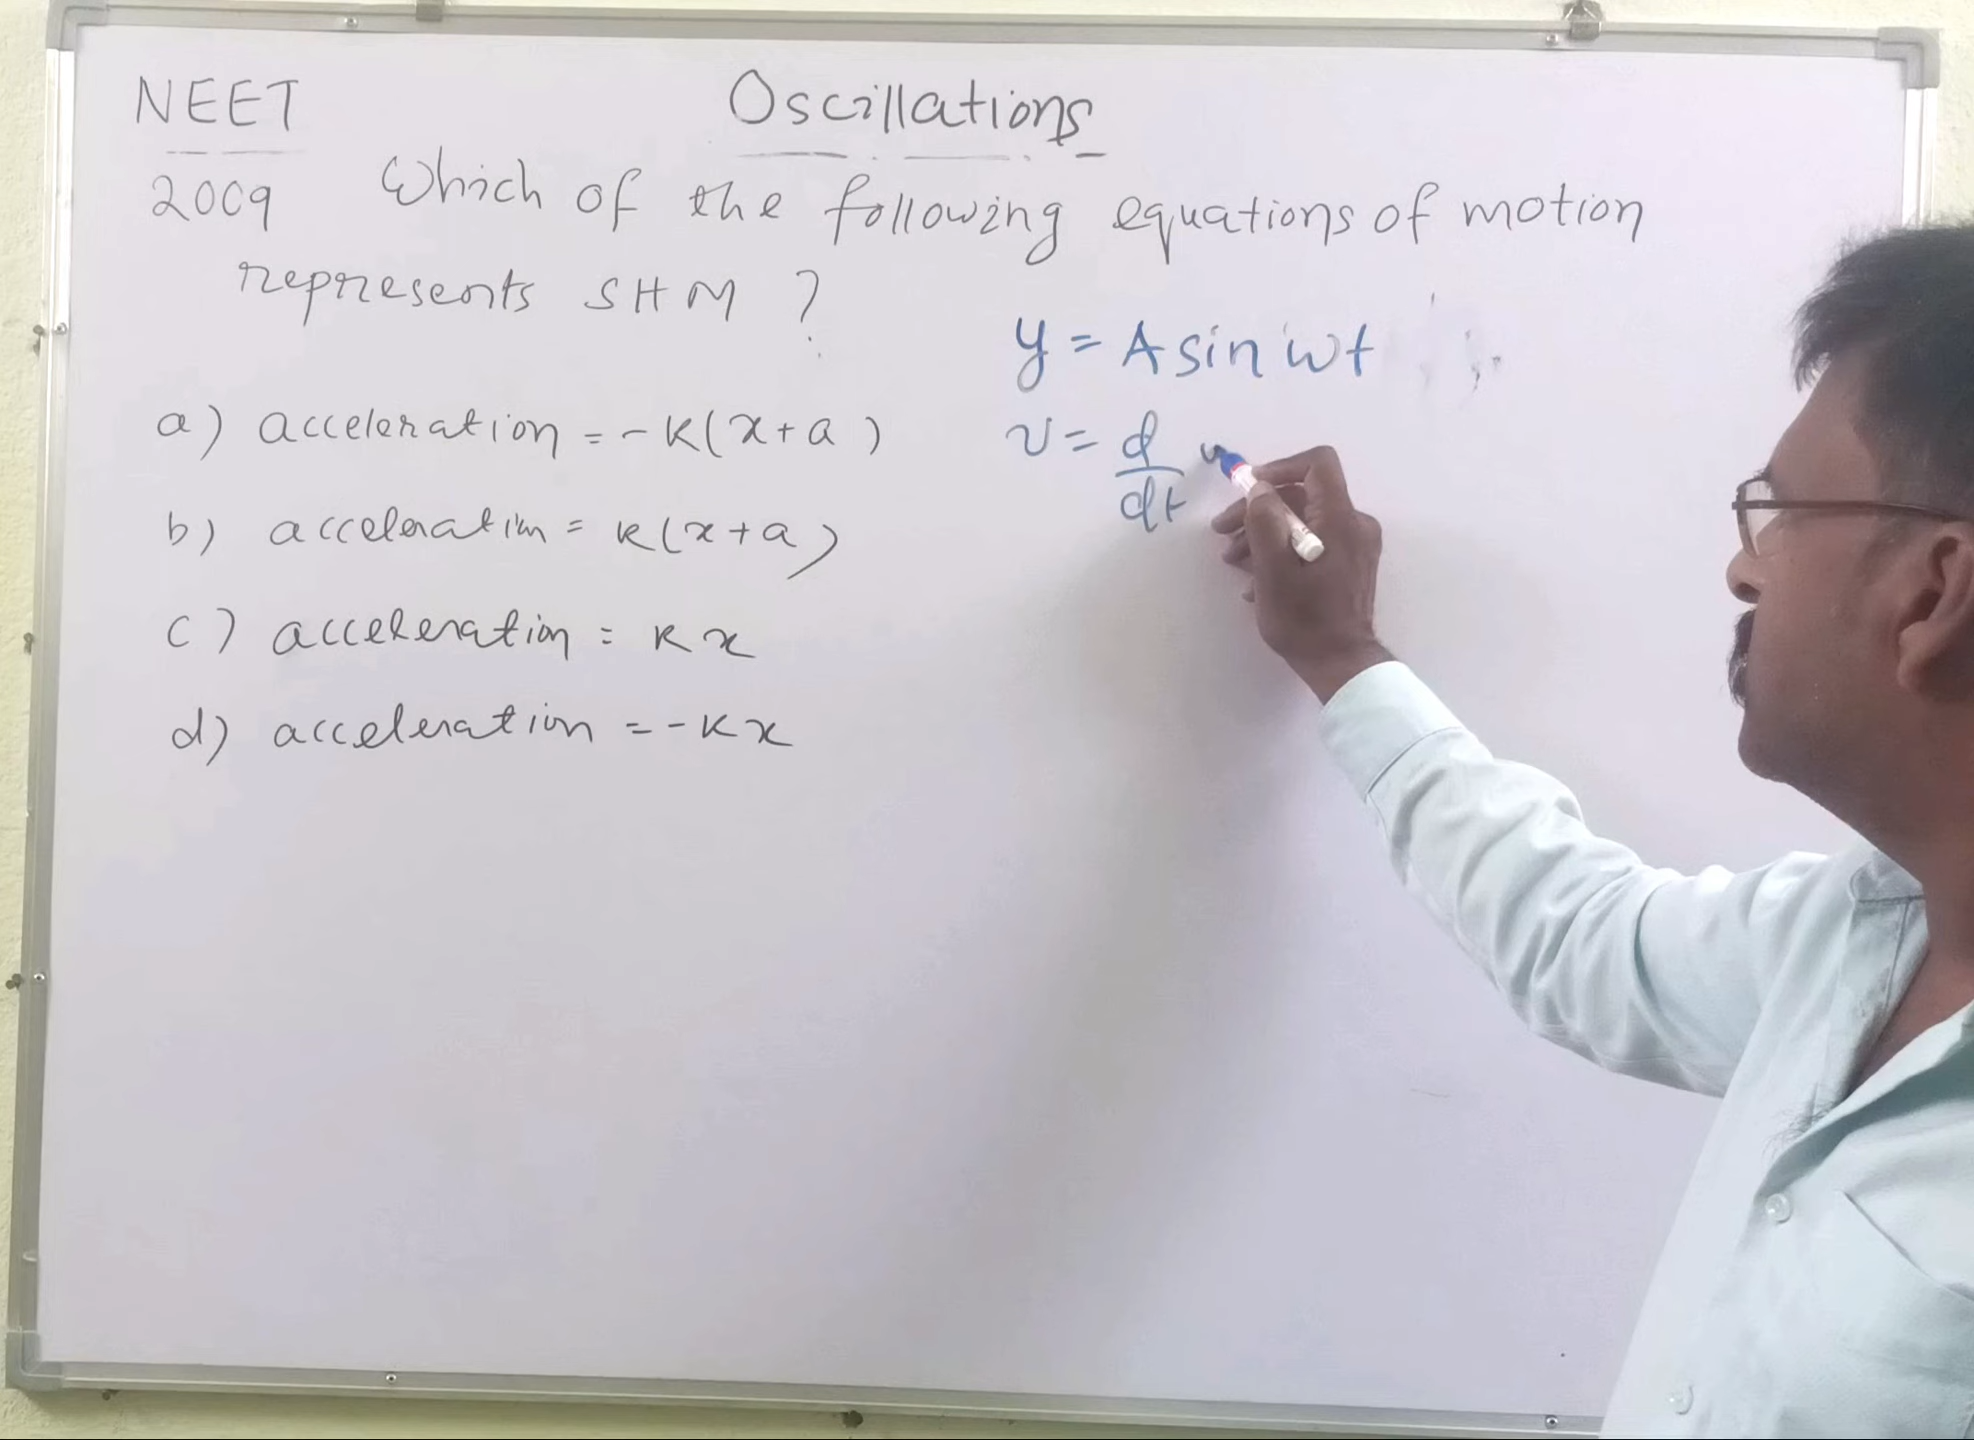 NEET
Oscillations
2009
Which of the following equations of motion
represents SHM ?
a) acceleration = -K(x+a)
b) acceleration = K(x+a)
c) acceleration = Kx
d) acceleration = -Kx
y = A sin ωt
v = d/dt